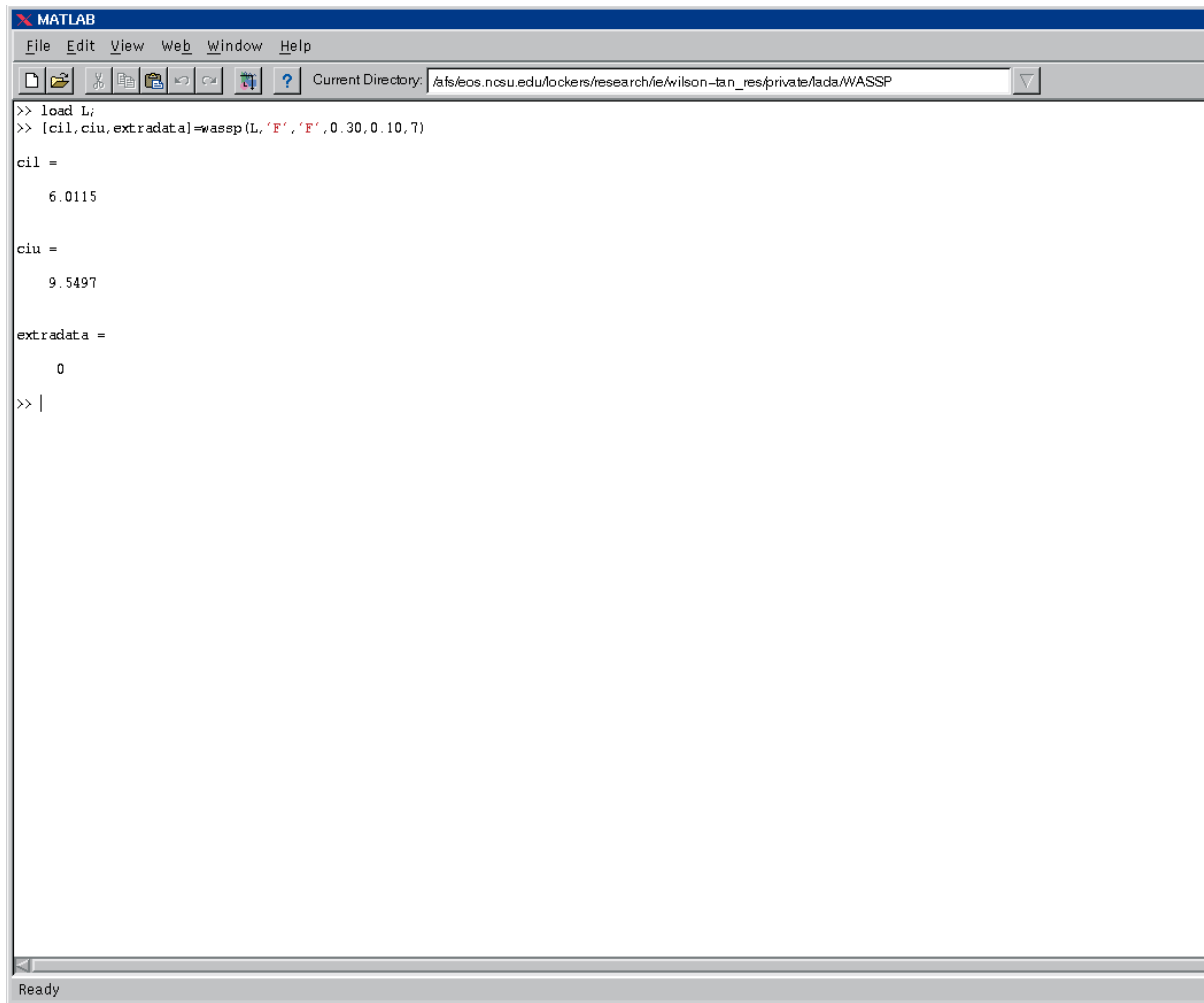 MATLAB
File Edit View Web Window Help
? Current Directory: /afs/eos.ncsu.edu/lockers/research/ie/wilson-tan_res/private/lada/WASSP
>> load L;
>> [cil,ciu,extradata]=wassp(L,'F','F',0.30,0.10,7)
cil =
6.0115
ciu =
9.5497
extradata =
0
>>
Ready